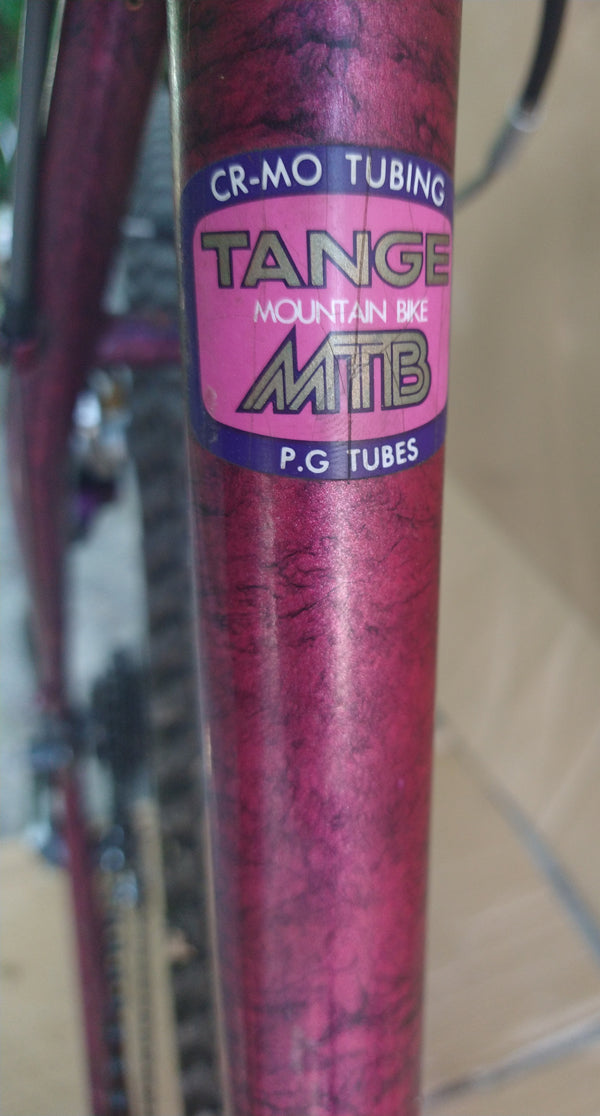 CR-MO TUBING
TANGE
MOUNTAIN BIKE
MTB
P.G TUBES